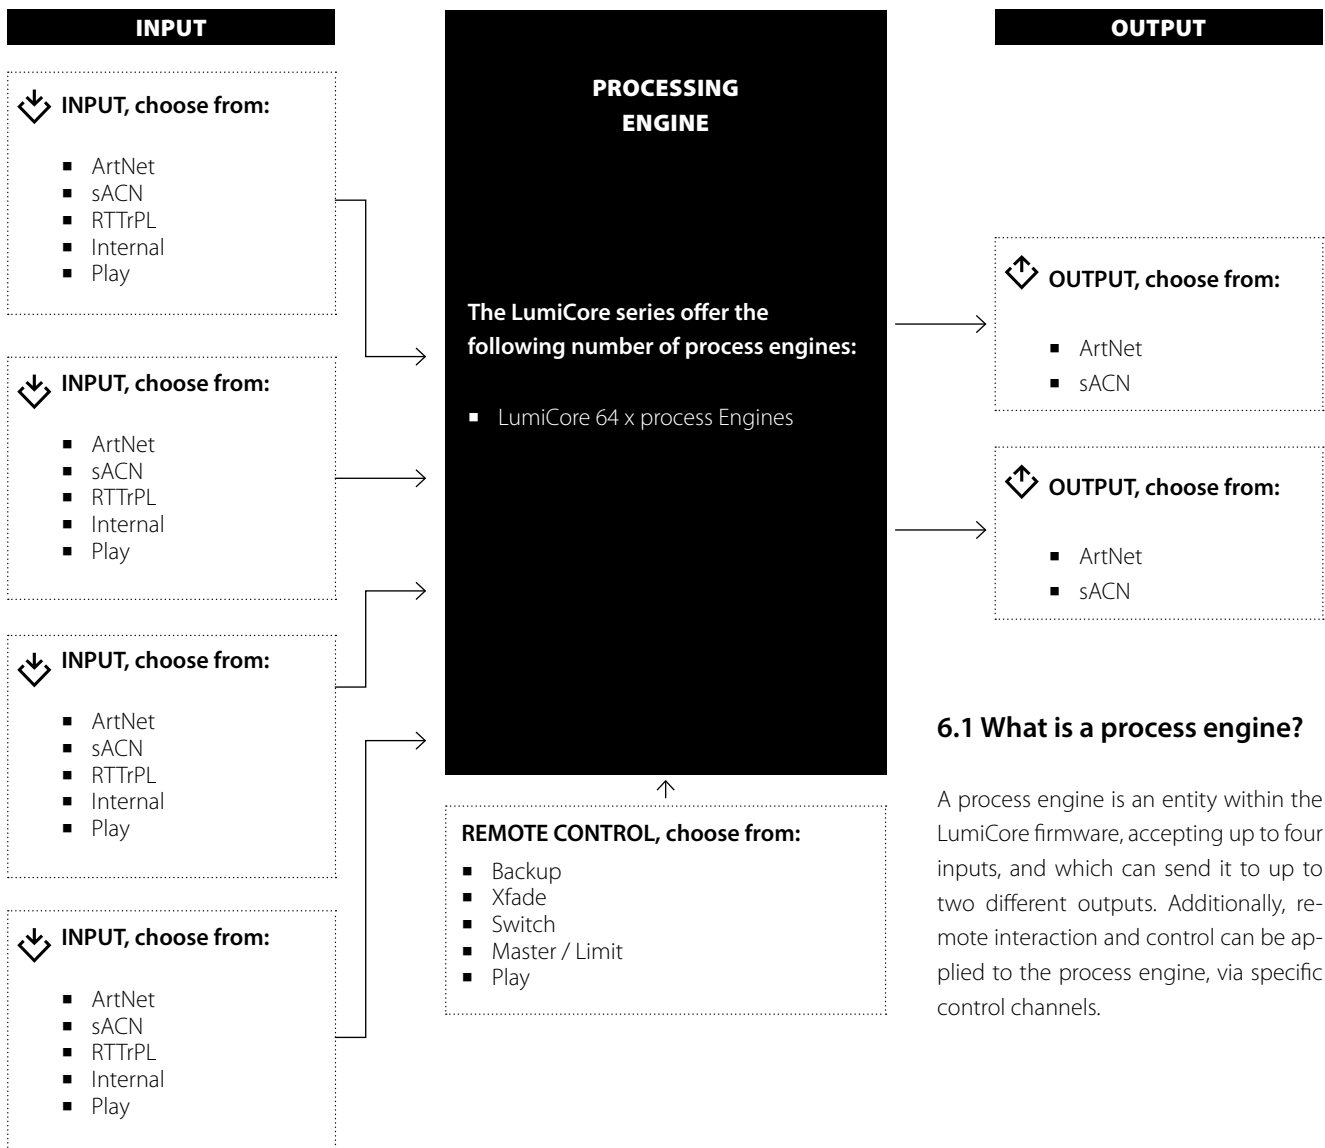 INPUT
INPUT, choose from:
▪ ArtNet
▪ sACN
▪ RTTrPL
▪ Internal
▪ Play
INPUT, choose from:
▪ ArtNet
▪ sACN
▪ RTTrPL
▪ Internal
▪ Play
INPUT, choose from:
▪ ArtNet
▪ sACN
▪ RTTrPL
▪ Internal
▪ Play
INPUT, choose from:
▪ ArtNet
▪ sACN
▪ RTTrPL
▪ Internal
▪ Play
PROCESSING
ENGINE
The LumiCore series offer the
following number of process engines:
▪ LumiCore 64 x process Engines
REMOTE CONTROL, choose from:
▪ Backup
▪ Xfade
▪ Switch
▪ Master / Limit
▪ Play
OUTPUT
OUTPUT, choose from:
▪ ArtNet
▪ sACN
OUTPUT, choose from:
▪ ArtNet
▪ sACN
6.1 What is a process engine?
A process engine is an entity within the
LumiCore firmware, accepting up to four
inputs, and which can send it to up to
two different outputs. Additionally, re-
mote interaction and control can be ap-
plied to the process engine, via specific
control channels.